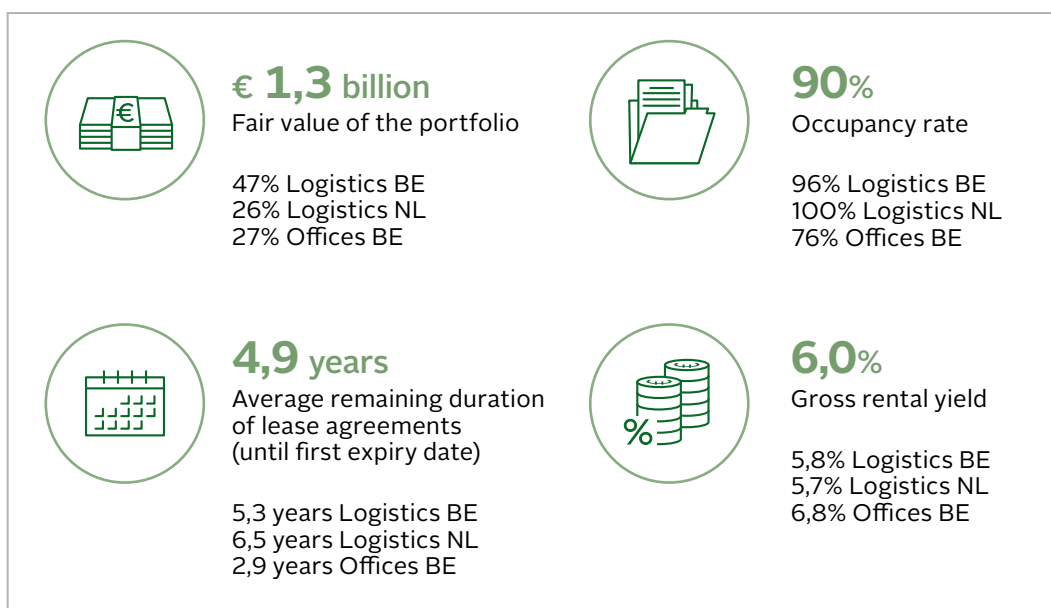 € 1,3 billion
Fair value of the portfolio
47% Logistics BE
26% Logistics NL
27% Offices BE
90%
Occupancy rate
96% Logistics BE
100% Logistics NL
76% Offices BE
4,9 years
Average remaining duration
of lease agreements
(until first expiry date)
5,3 years Logistics BE
6,5 years Logistics NL
2,9 years Offices BE
6,0%
Gross rental yield
5,8% Logistics BE
5,7% Logistics NL
6,8% Offices BE